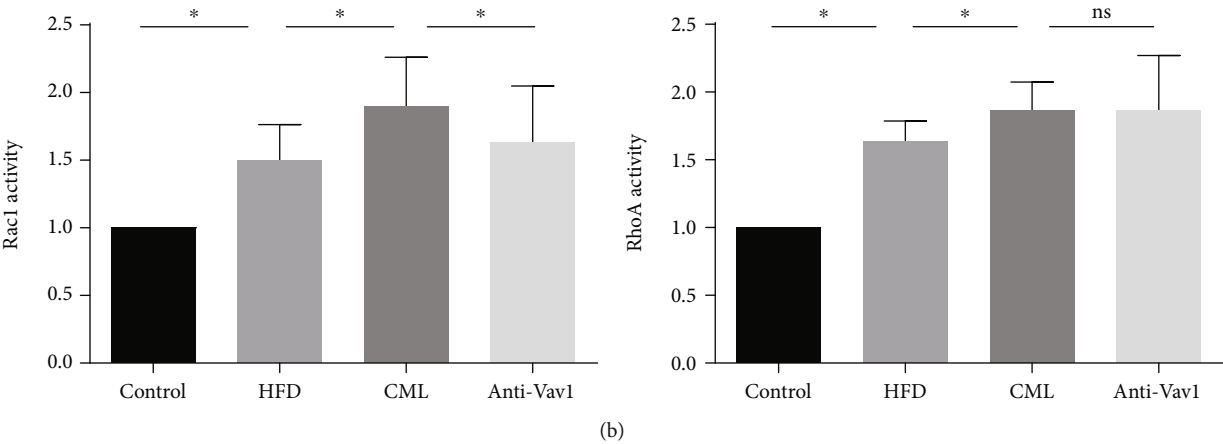 * * *
2.5
2.0
1.5
1.0
0.5
0.0
Rac1 activity
Control HFD CML Anti-Vav1
* * ns
2.5
2.0
1.5
1.0
0.5
0.0
RhoA activity
Control HFD CML Anti-Vav1
(b)